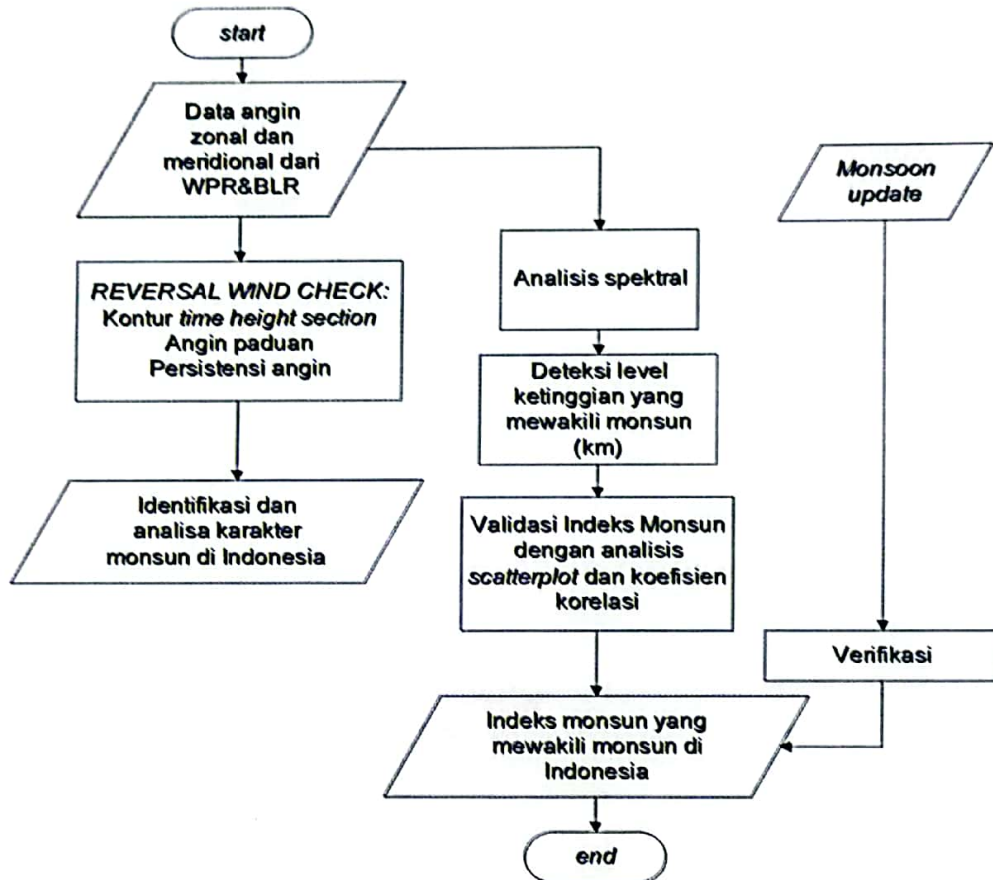 start
Data angin
zonal dan
meridional dari
WPR&BLR
REVERSAL WIND CHECK:
Kontur time height section
Angin paduan
Persistensi angin
Identifikasi dan
analisa karakter
monsun di Indonesia
Analisis spektral
Deteksi level
ketinggian yang
mewakili monsun
(km)
Validasi Indeks Monsun
dengan analisis
scatterplot dan koefisien
korelasi
Monsoon
update
Verifikasi
Indeks monsun yang
mewakili monsun di
Indonesia
end